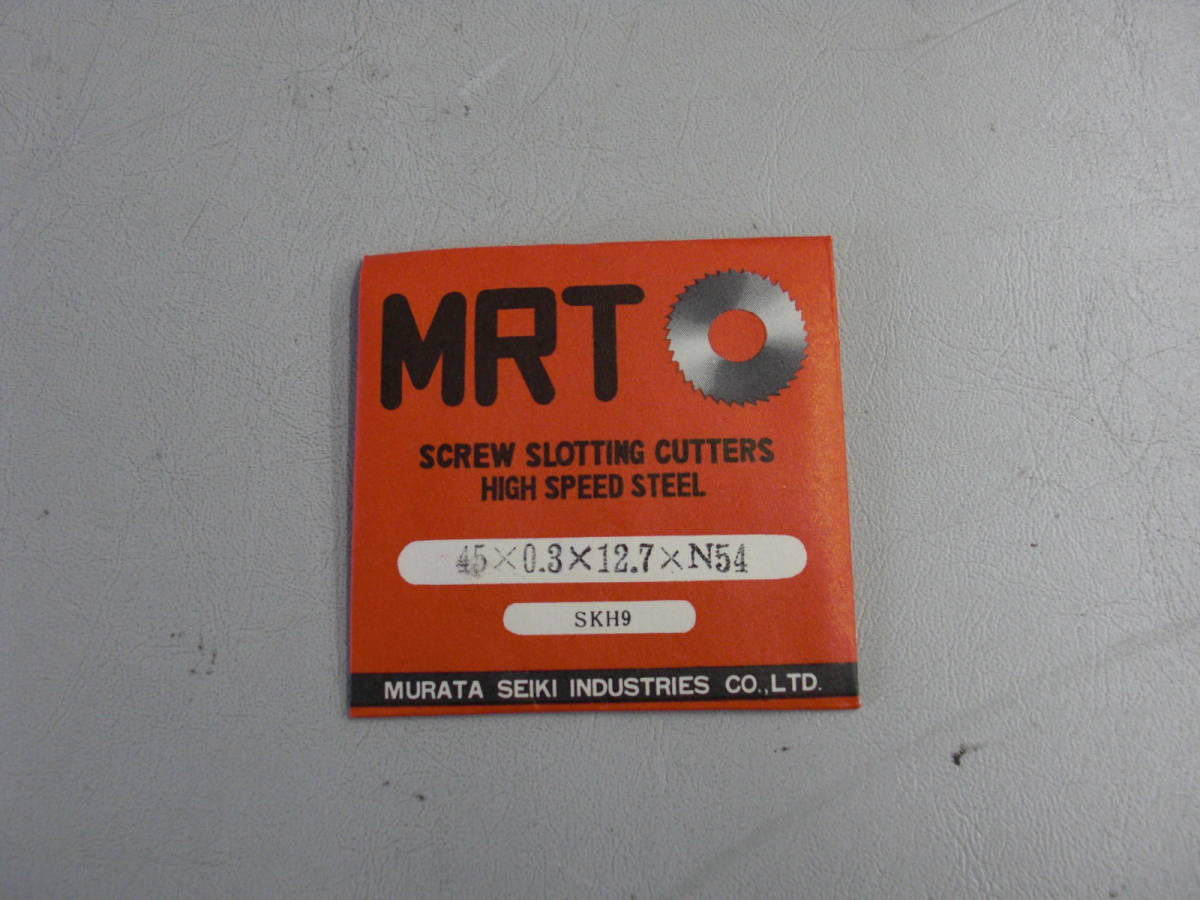 MRT
SCREW SLOTTING CUTTERS
HIGH SPEED STEEL
45×0.3×12.7×N54
SKH9
MURATA SEIKI INDUSTRIES CO.,LTD.